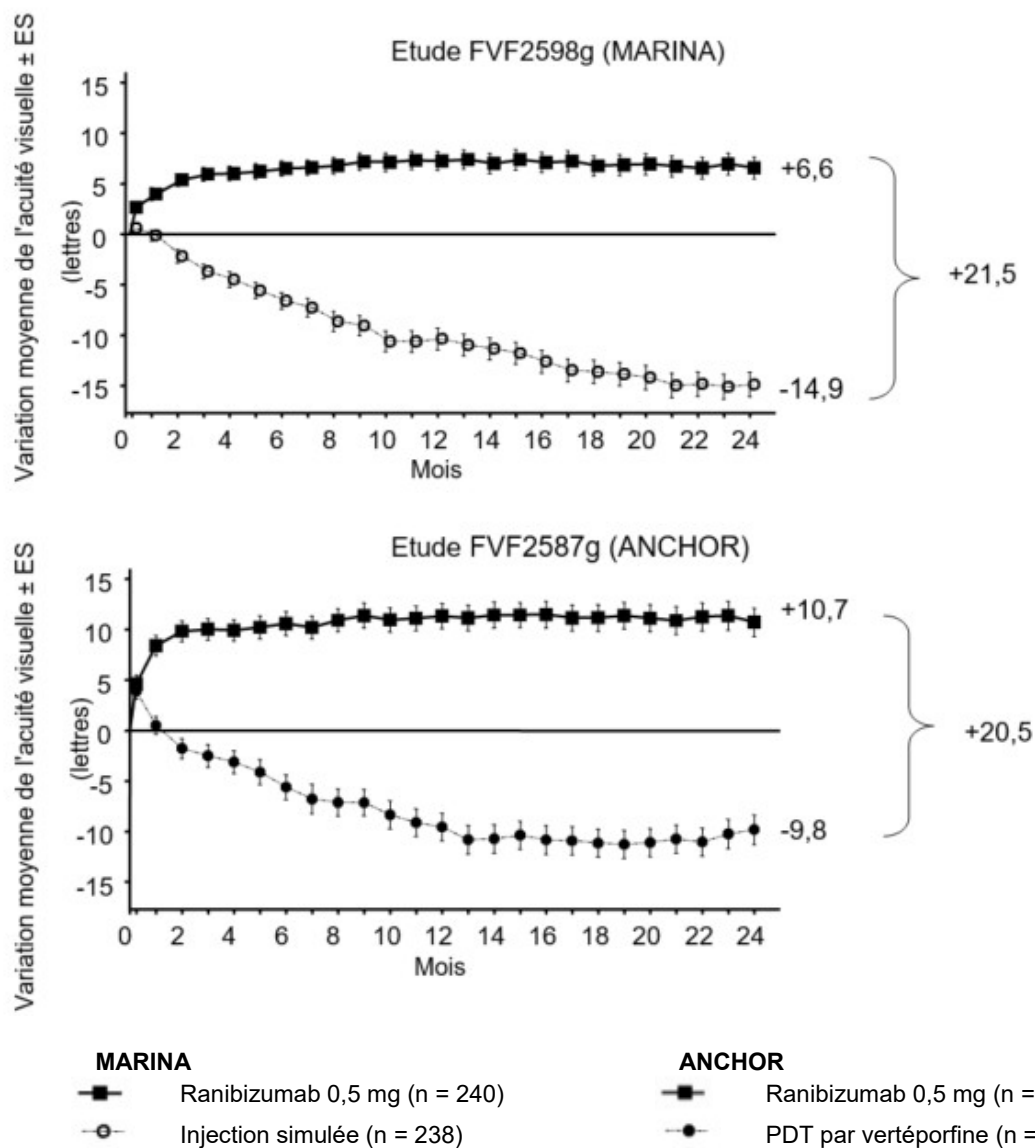 Etude FVF2598g (MARINA)
Variation moyenne de l'acuité visuelle ± ES
(lettres)
15
10
5
0
-5
-10
-15
+6,6
-14,9
+21,5
0 2 4 6 8 10 12 14 16 18 20 22 24
Mois
Etude FVF2587g (ANCHOR)
Variation moyenne de l'acuité visuelle ± ES
(lettres)
15
10
5
0
-5
-10
-15
+10,7
-9,8
+20,5
0 2 4 6 8 10 12 14 16 18 20 22 24
Mois
MARINA
Ranibizumab 0,5 mg (n = 240)
Injection simulée (n = 238)
ANCHOR
Ranibizumab 0,5 mg (n =
PDT par vertéporfine (n =